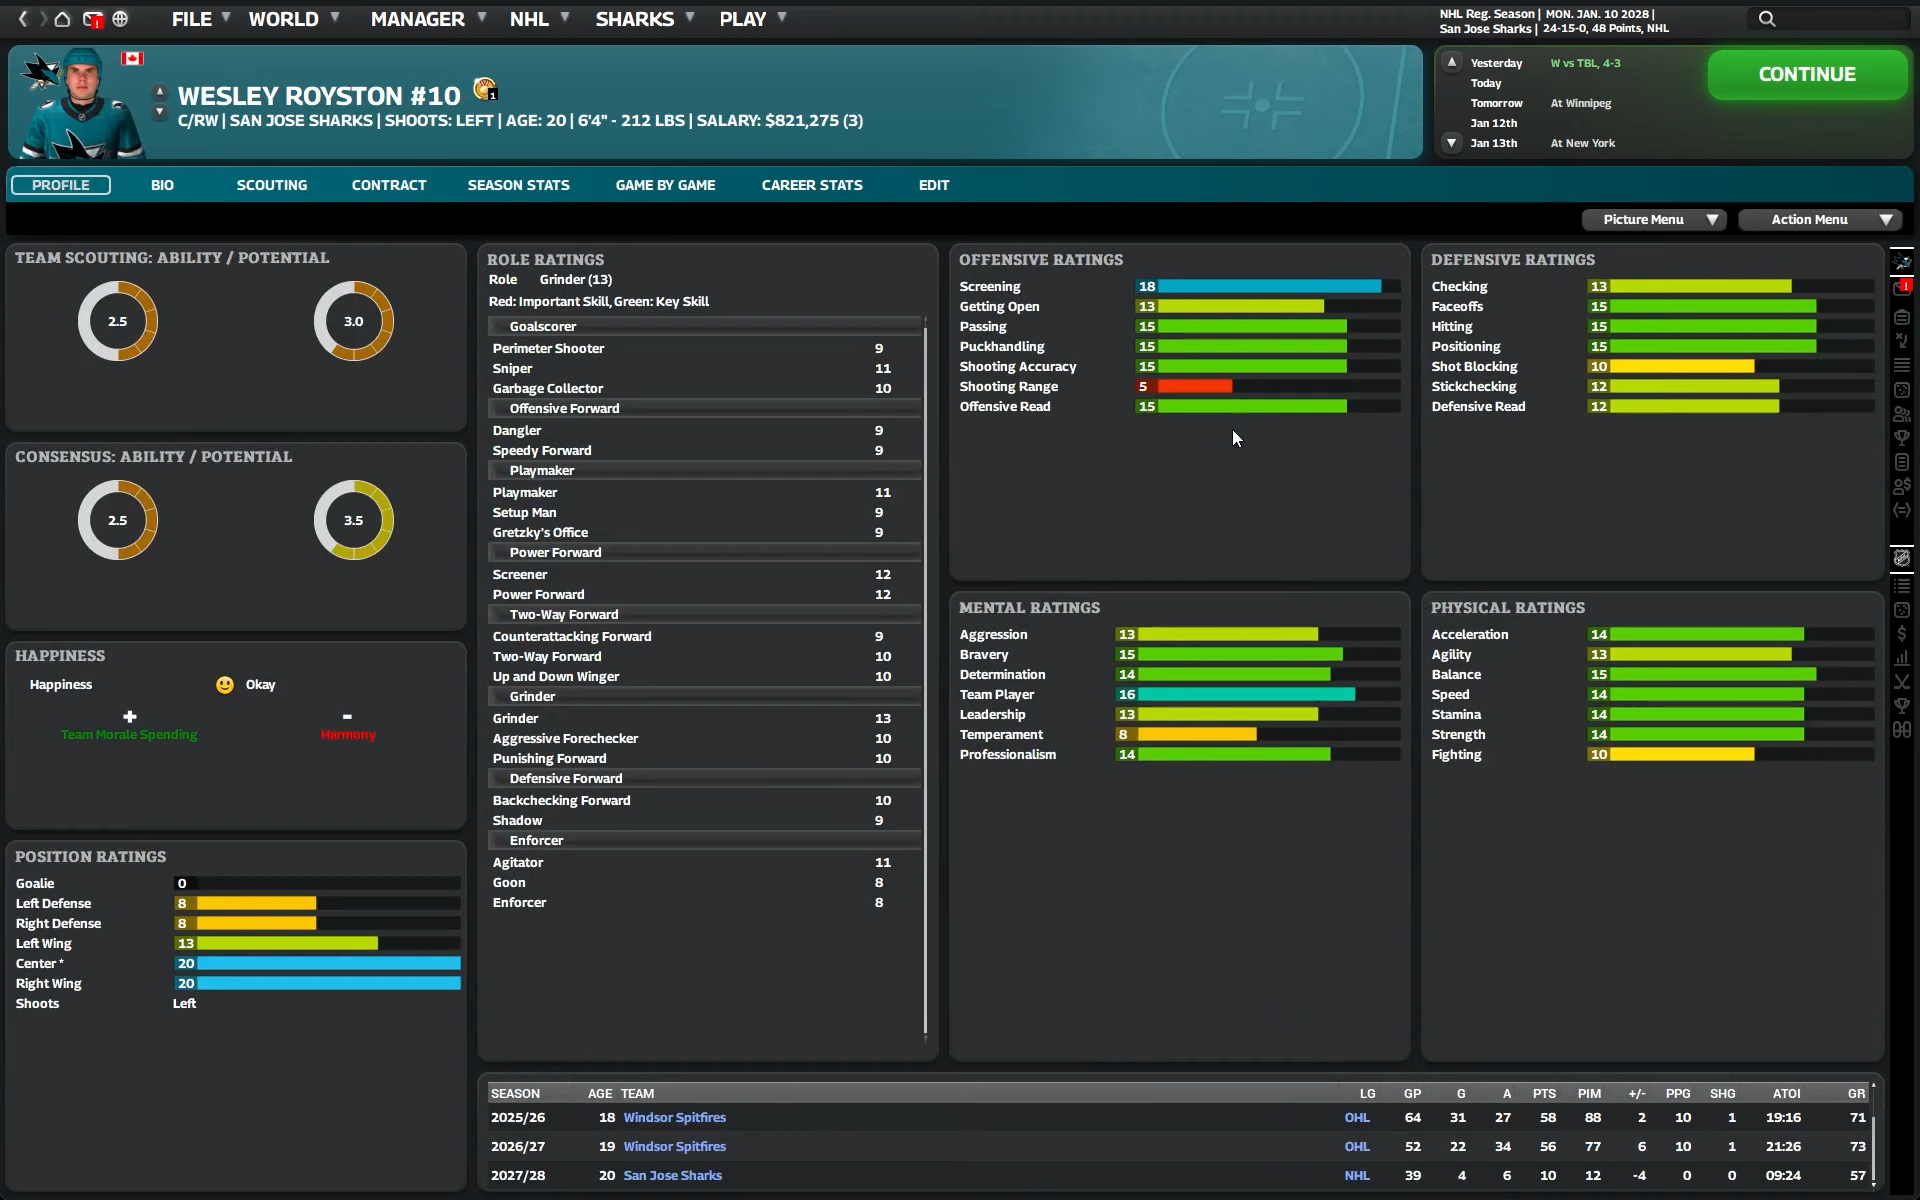 FILE WORLD MANAGER NHL SHARKS PLAY
NHL Reg. Season | MON. JAN. 10 2028 |
San Jose Sharks | 24-15-0, 48 Points, NHL
WESLEY ROYSTON #10
1
C/RW | SAN JOSE SHARKS | SHOOTS: LEFT | AGE: 20 | 6'4" - 212 LBS | SALARY: $821,275 (3)
Yesterday W vs TBL, 4-3
Today
Tomorrow At Winnipeg
Jan 12th
Jan 13th At New York
CONTINUE
PROFILE BIO SCOUTING CONTRACT SEASON STATS GAME BY GAME CAREER STATS EDIT
Picture Menu Action Menu
TEAM SCOUTING: ABILITY / POTENTIAL
2.5 3.0
CONSENSUS: ABILITY / POTENTIAL
2.5 3.5
HAPPINESS
Happiness Okay
+ -
Team Morale Spending Harmony
POSITION RATINGS
Goalie 0
Left Defense 8
Right Defense 8
Left Wing 13
Center * 20
Right Wing 20
Shoots Left
ROLE RATINGS
Role Grinder (13)
Red: Important Skill, Green: Key Skill
Goalscorer
Perimeter Shooter 9
Sniper 11
Garbage Collector 10
Offensive Forward
Dangler 9
Speedy Forward 9
Playmaker
Playmaker 11
Setup Man 9
Gretzky's Office 9
Power Forward
Screener 12
Power Forward 12
Two-Way Forward
Counterattacking Forward 9
Two-Way Forward 10
Up and Down Winger 10
Grinder
Grinder 13
Aggressive Forechecker 10
Punishing Forward 10
Defensive Forward
Backchecking Forward 10
Shadow 9
Enforcer
Agitator 11
Goon 8
Enforcer 8
OFFENSIVE RATINGS
Screening 18
Getting Open 13
Passing 15
Puckhandling 15
Shooting Accuracy 15
Shooting Range 5
Offensive Read 15
DEFENSIVE RATINGS
Checking 13
Faceoffs 15
Hitting 15
Positioning 15
Shot Blocking 10
Stickchecking 12
Defensive Read 12
MENTAL RATINGS
Aggression 13
Bravery 15
Determination 14
Team Player 16
Leadership 13
Temperament 8
Professionalism 14
PHYSICAL RATINGS
Acceleration 14
Agility 13
Balance 15
Speed 14
Stamina 14
Strength 14
Fighting 10
SEASON AGE TEAM LG GP G A PTS PIM +/- PPG SHG ATOI GR
2025/26 18 Windsor Spitfires OHL 64 31 27 58 88 2 10 1 19:16 71
2026/27 19 Windsor Spitfires OHL 52 22 34 56 77 6 10 1 21:26 73
2027/28 20 San Jose Sharks NHL 39 4 6 10 12 -4 0 0 09:24 57